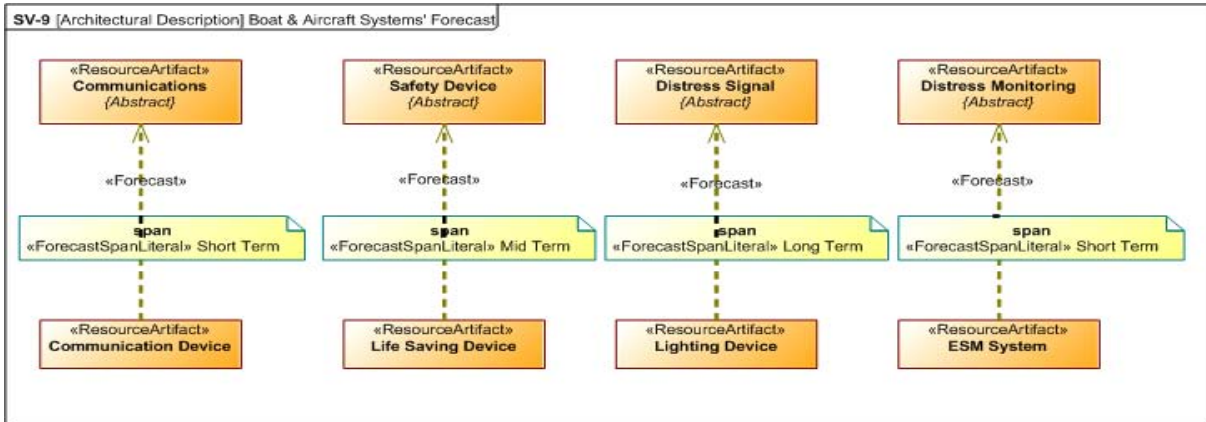 SV-9 [Architectural Description] Boat & Aircraft Systems' Forecast
«ResourceArtifact»
Communications
{Abstract}
«ResourceArtifact»
Safety Device
{Abstract}
«ResourceArtifact»
Distress Signal
{Abstract}
«ResourceArtifact»
Distress Monitoring
{Abstract}
«Forecast»
«Forecast»
«Forecast»
«Forecast»
span
«ForecastSpanLiteral» Short Term
span
«ForecastSpanLiteral» Mid Term
span
«ForecastSpanLiteral» Long Term
span
«ForecastSpanLiteral» Short Term
«ResourceArtifact»
Communication Device
«ResourceArtifact»
Life Saving Device
«ResourceArtifact»
Lighting Device
«ResourceArtifact»
ESM System